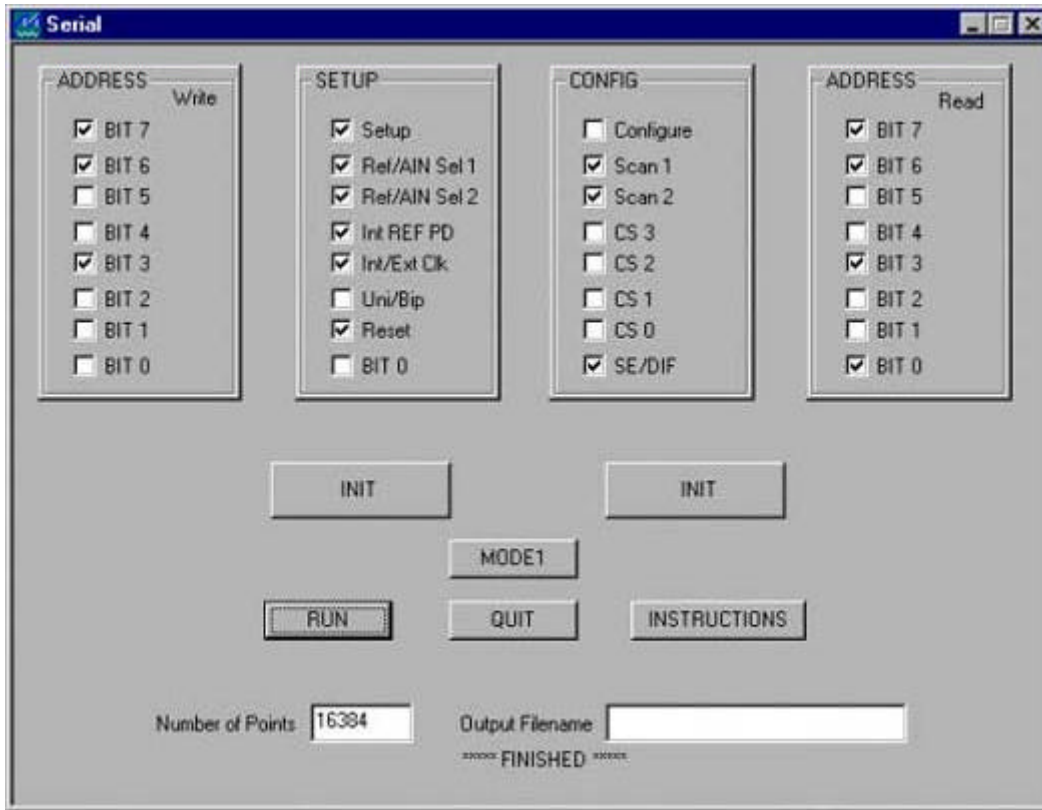 Serial
ADDRESS
Write
BIT 7
BIT 6
BIT 5
BIT 4
BIT 3
BIT 2
BIT 1
BIT 0
SETUP
Setup
Ref/AIN Sel 1
Ref/AIN Sel 2
Int REF PD
Int/Ext Clk
Uni/Bip
Reset
BIT 0
CONFIG
Configure
Scan 1
Scan 2
CS 3
CS 2
CS 1
CS 0
SE/DIF
ADDRESS
Read
BIT 7
BIT 6
BIT 5
BIT 4
BIT 3
BIT 2
BIT 1
BIT 0
INIT
INIT
MODE1
RUN
QUIT
INSTRUCTIONS
Number of Points 16384
Output Filename
***** FINISHED *****